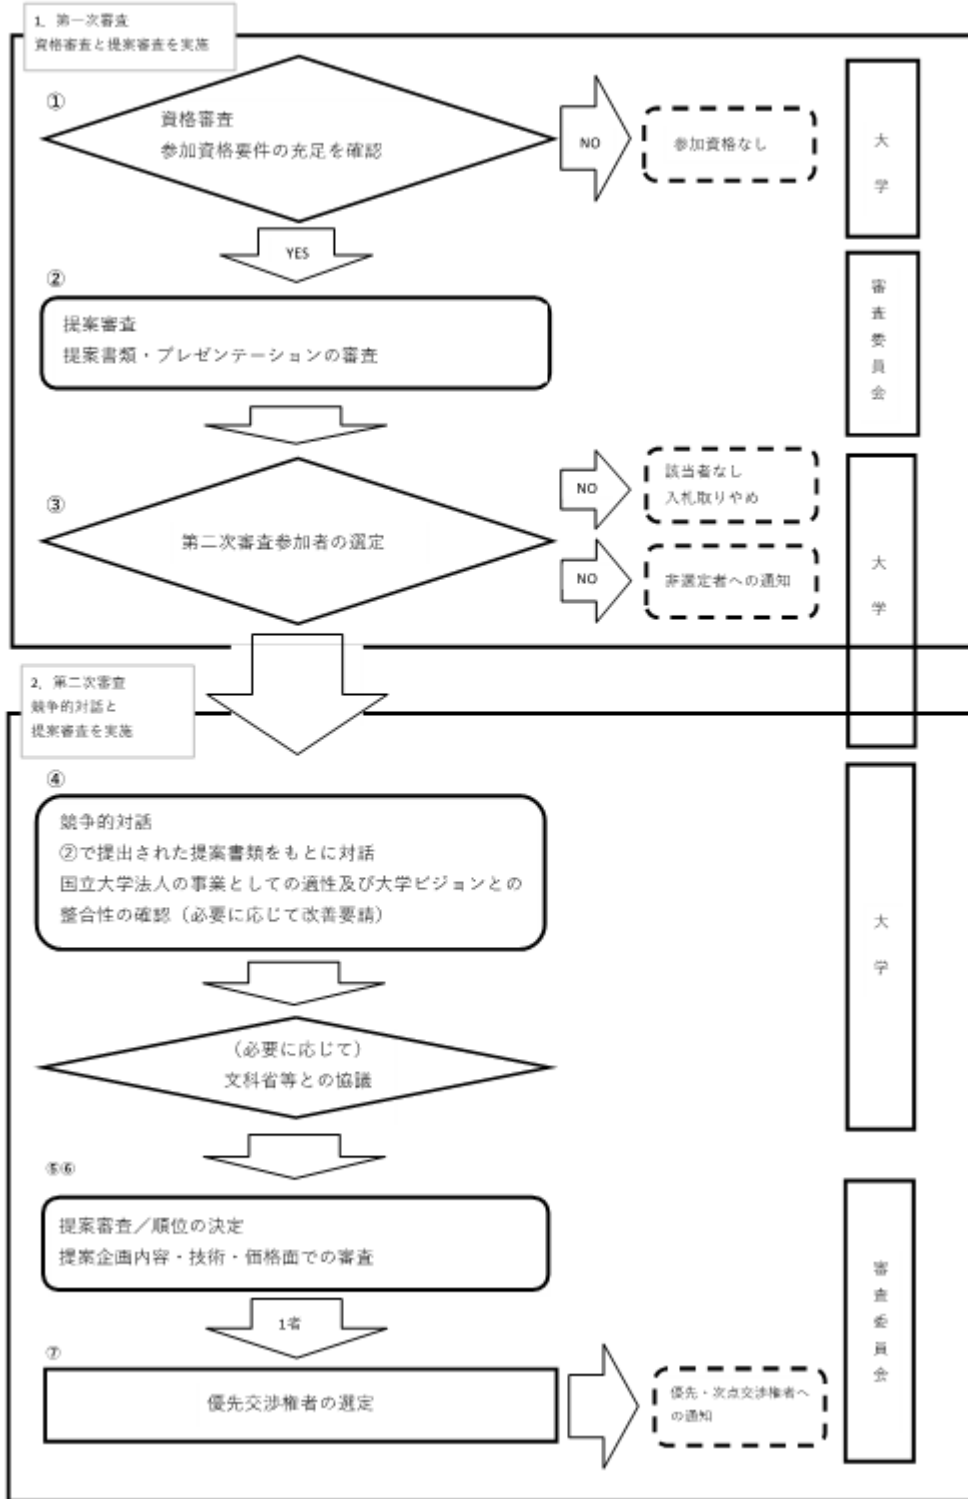 1．第一次審査
資格審査と提案審査を実施
①
資格審査
参加資格要件の充足を確認
NO
参加資格なし
大学
YES
②
提案審査
提案書類・プレゼンテーションの審査
審査委員会
③
第二次審査参加者の選定
NO
該当者なし
入札取りやめ
NO
非選定者への通知
大学
2．第二次審査
競争的対話と
提案審査を実施
④
競争的対話
②で提出された提案書類をもとに対話
国立大学法人の事業としての適性及び大学ビジョンとの
整合性の確認（必要に応じて改善要請）
大学
（必要に応じて）
文科省等との協議
⑤⑥
提案審査／順位の決定
提案企画内容・技術・価格面での審査
審査委員会
1者
⑦
優先交渉権者の選定
優先・次点交渉権者へ
の通知